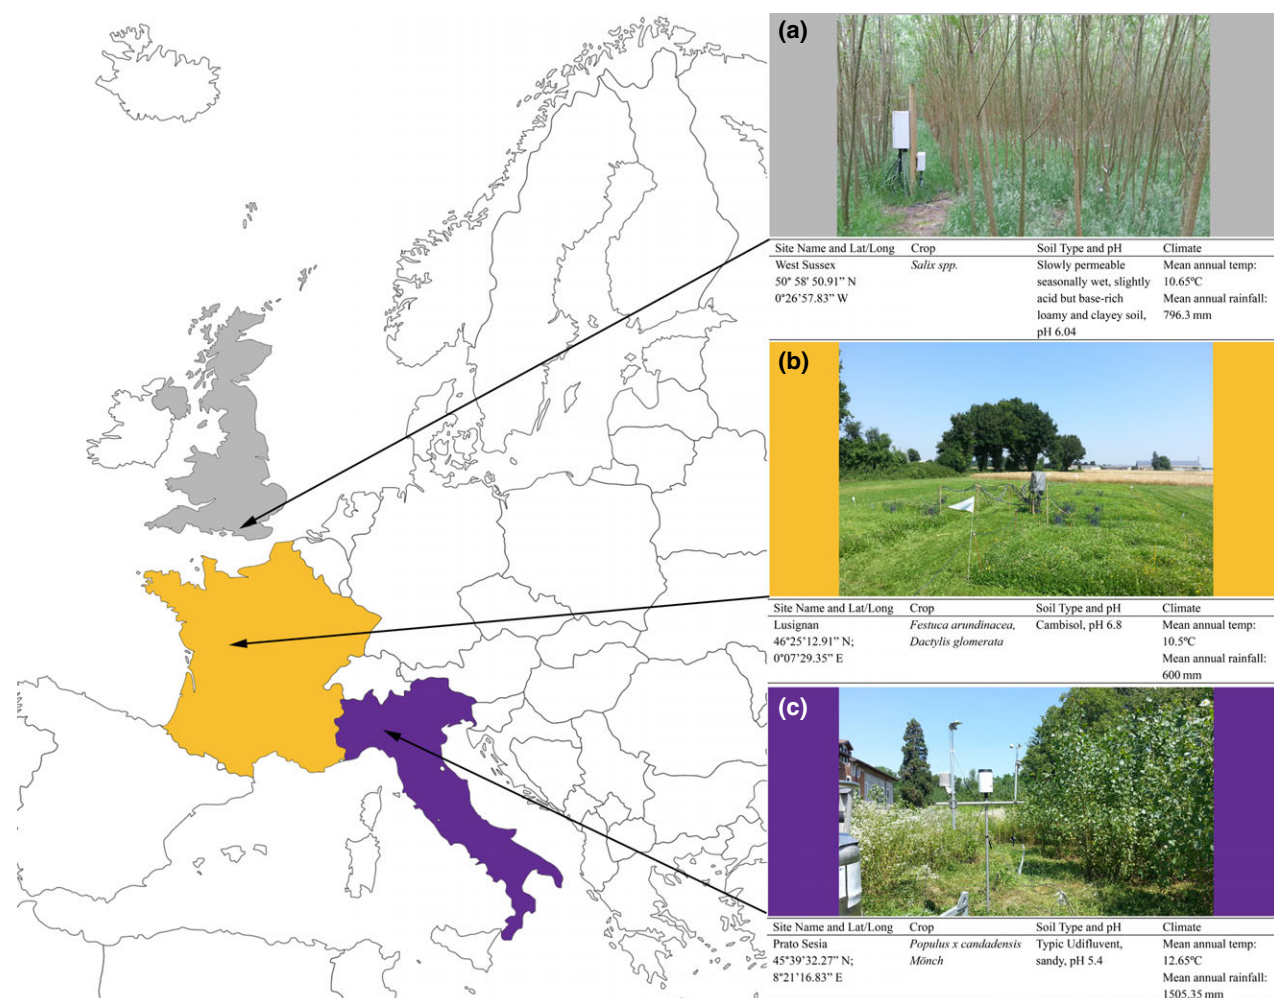 (a)
Site Name and Lat/Long Crop Soil Type and pH Climate
West Sussex Salix spp. Slowly permeable Mean annual temp:
50° 58' 50.91” N seasonally wet, slightly 10.65ºC
0°26’57.83” W acid but base-rich Mean annual rainfall:
loamy and clayey soil, 796.3 mm
pH 6.04
(b)
Site Name and Lat/Long Crop Soil Type and pH Climate
Lusignan Festuca arundinacea, Cambisol, pH 6.8 Mean annual temp:
46°25’12.91” N; Dactylis glomerata 10.5ºC
0°07’29.35” E Mean annual rainfall:
600 mm
(c)
Site Name and Lat/Long Crop Soil Type and pH Climate
Prato Sesia Populus x candadensis Typic Udifluvent, Mean annual temp:
45°39’32.27” N; Mönch sandy, pH 5.4 12.65ºC
8°21’16.83” E Mean annual rainfall:
1505.35 mm